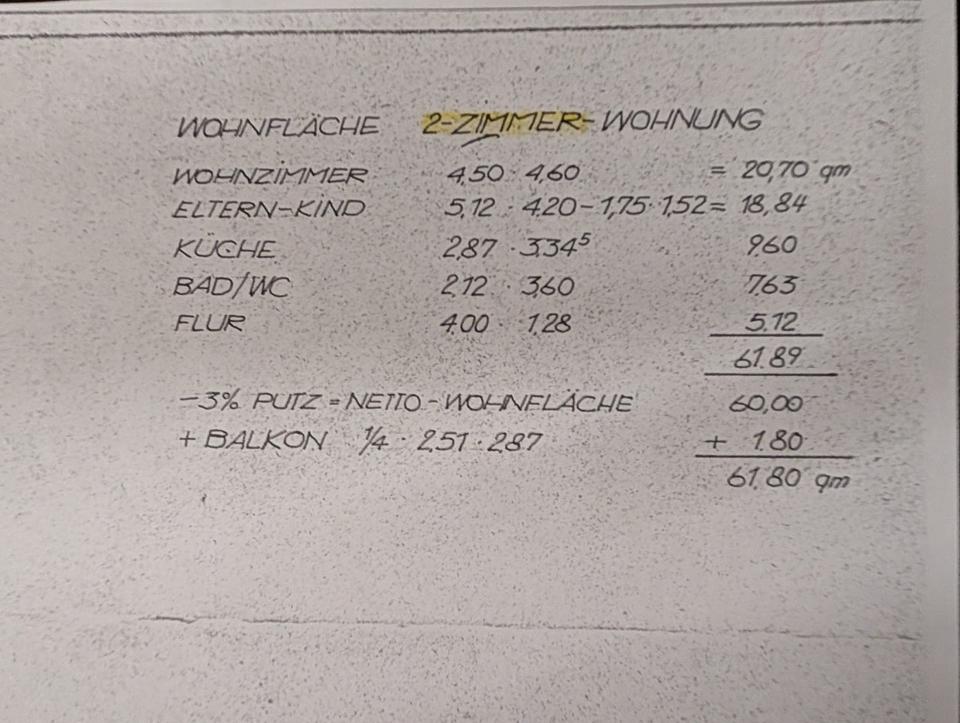 WOHNFLÄCHE 2-ZIMMER-WOHNUNG
WOHNZIMMER 4,50 · 4,60 = 20,70 qm
ELTERN-KIND 5,12 · 4,20 - 1,75 · 1,52 = 18,84
KÜCHE 2,87 · 3,34⁵ 9,60
BAD/WC 2,12 · 3,60 7,63
FLUR 4,00 · 1,28 5,12
61,89
-3% PUTZ = NETTO-WOHNFLÄCHE 60,00
+ BALKON 1/4 · 2,51 · 2,87 + 1,80
61,80 qm